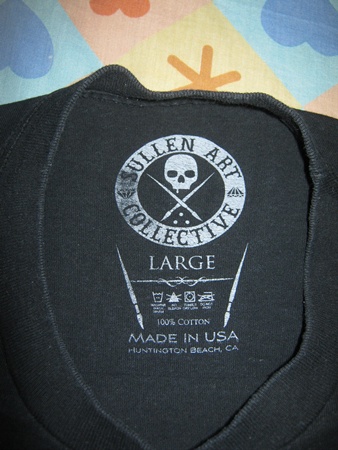 SULLEN ART
COLLECTIVE
LARGE
100% COTTON
MADE IN USA
HUNTINGTON BEACH, CA